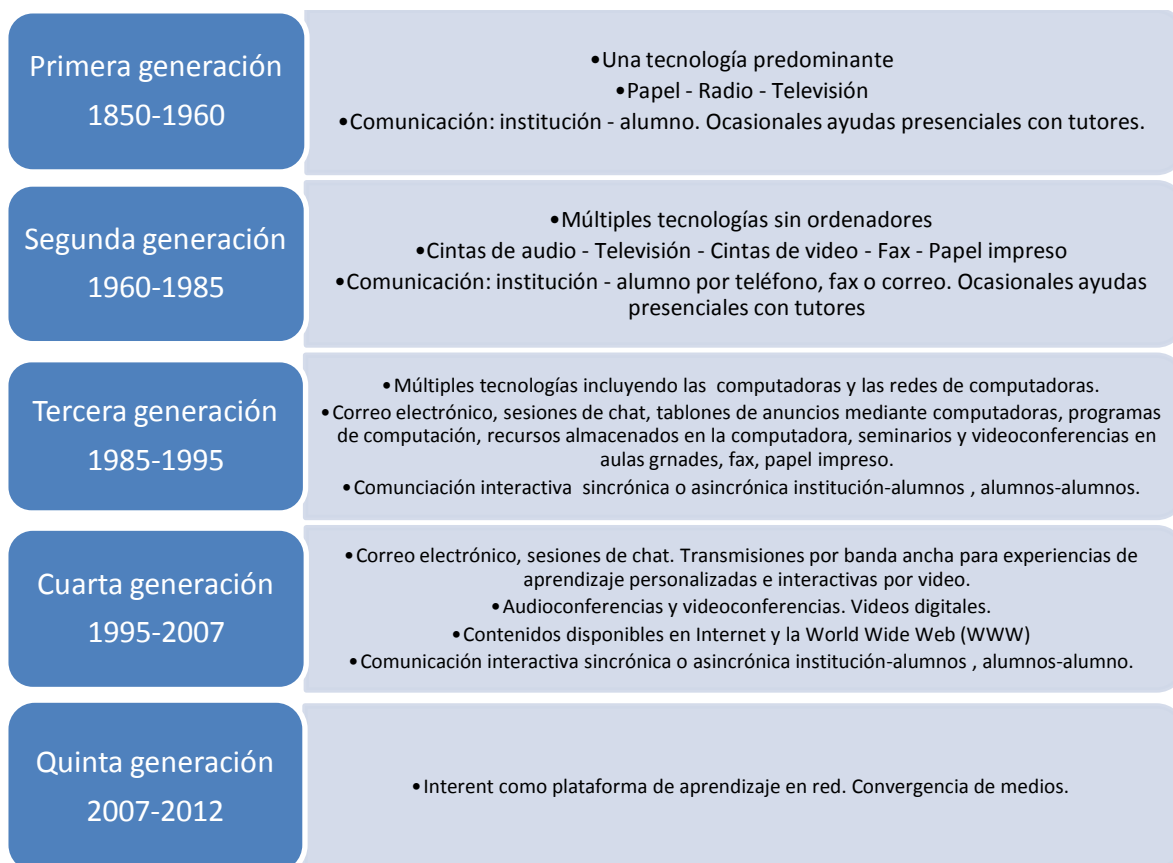 Primera generación
1850-1960
•Una tecnología predominante
•Papel - Radio - Televisión
•Comunicación: institución - alumno. Ocasionales ayudas presenciales con tutores.
Segunda generación
1960-1985
•Múltiples tecnologías sin ordenadores
•Cintas de audio - Televisión - Cintas de video - Fax - Papel impreso
•Comunicación: institución - alumno por teléfono, fax o correo. Ocasionales ayudas
presenciales con tutores
Tercera generación
1985-1995
•Múltiples tecnologías incluyendo las computadoras y las redes de computadoras.
•Correo electrónico, sesiones de chat, tablones de anuncios mediante computadoras, programas
de computación, recursos almacenados en la computadora, seminarios y videoconferencias en
aulas grnades, fax, papel impreso.
•Comunciación interactiva sincrónica o asincrónica institución-alumnos , alumnos-alumnos.
Cuarta generación
1995-2007
•Correo electrónico, sesiones de chat. Transmisiones por banda ancha para experiencias de
aprendizaje personalizadas e interactivas por video.
•Audioconferencias y videoconferencias. Videos digitales.
•Contenidos disponibles en Internet y la World Wide Web (WWW)
•Comunicación interactiva sincrónica o asincrónica institución-alumnos , alumnos-alumno.
Quinta generación
2007-2012
•Interent como plataforma de aprendizaje en red. Convergencia de medios.